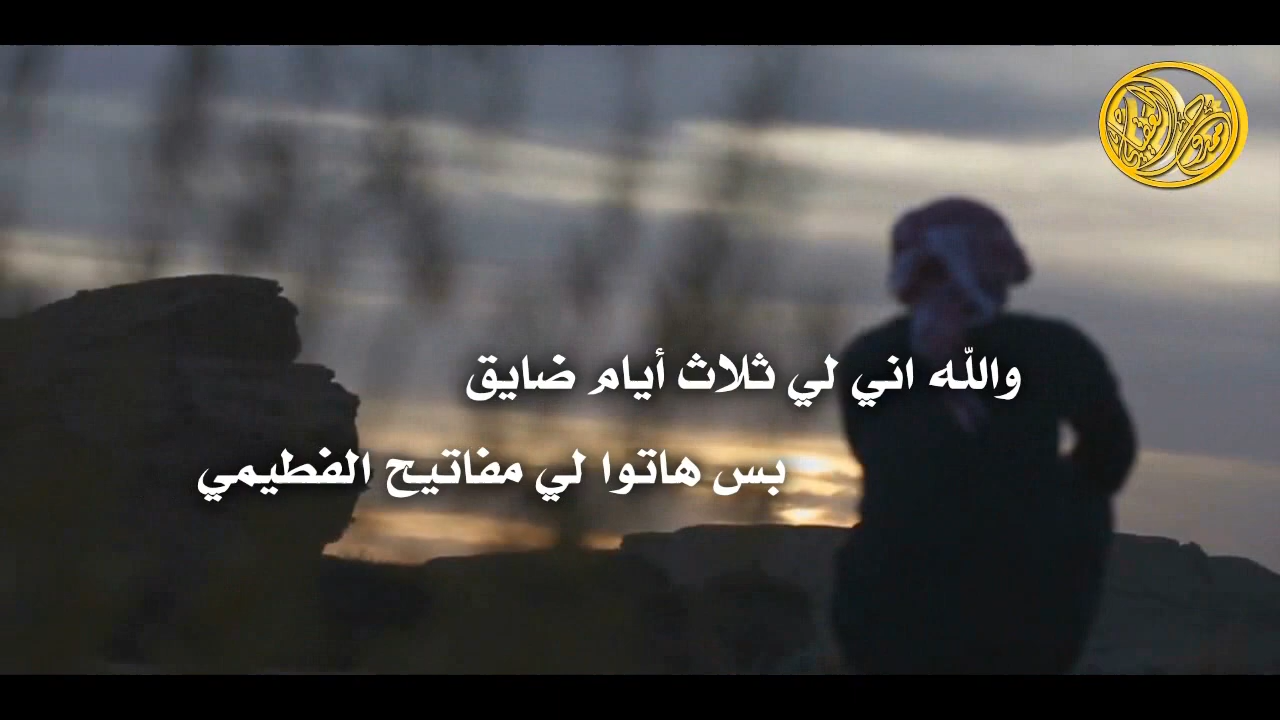 والله اني لي ثلاث أيام ضايق
بس هاتوا لي مفاتيح الفطيمي